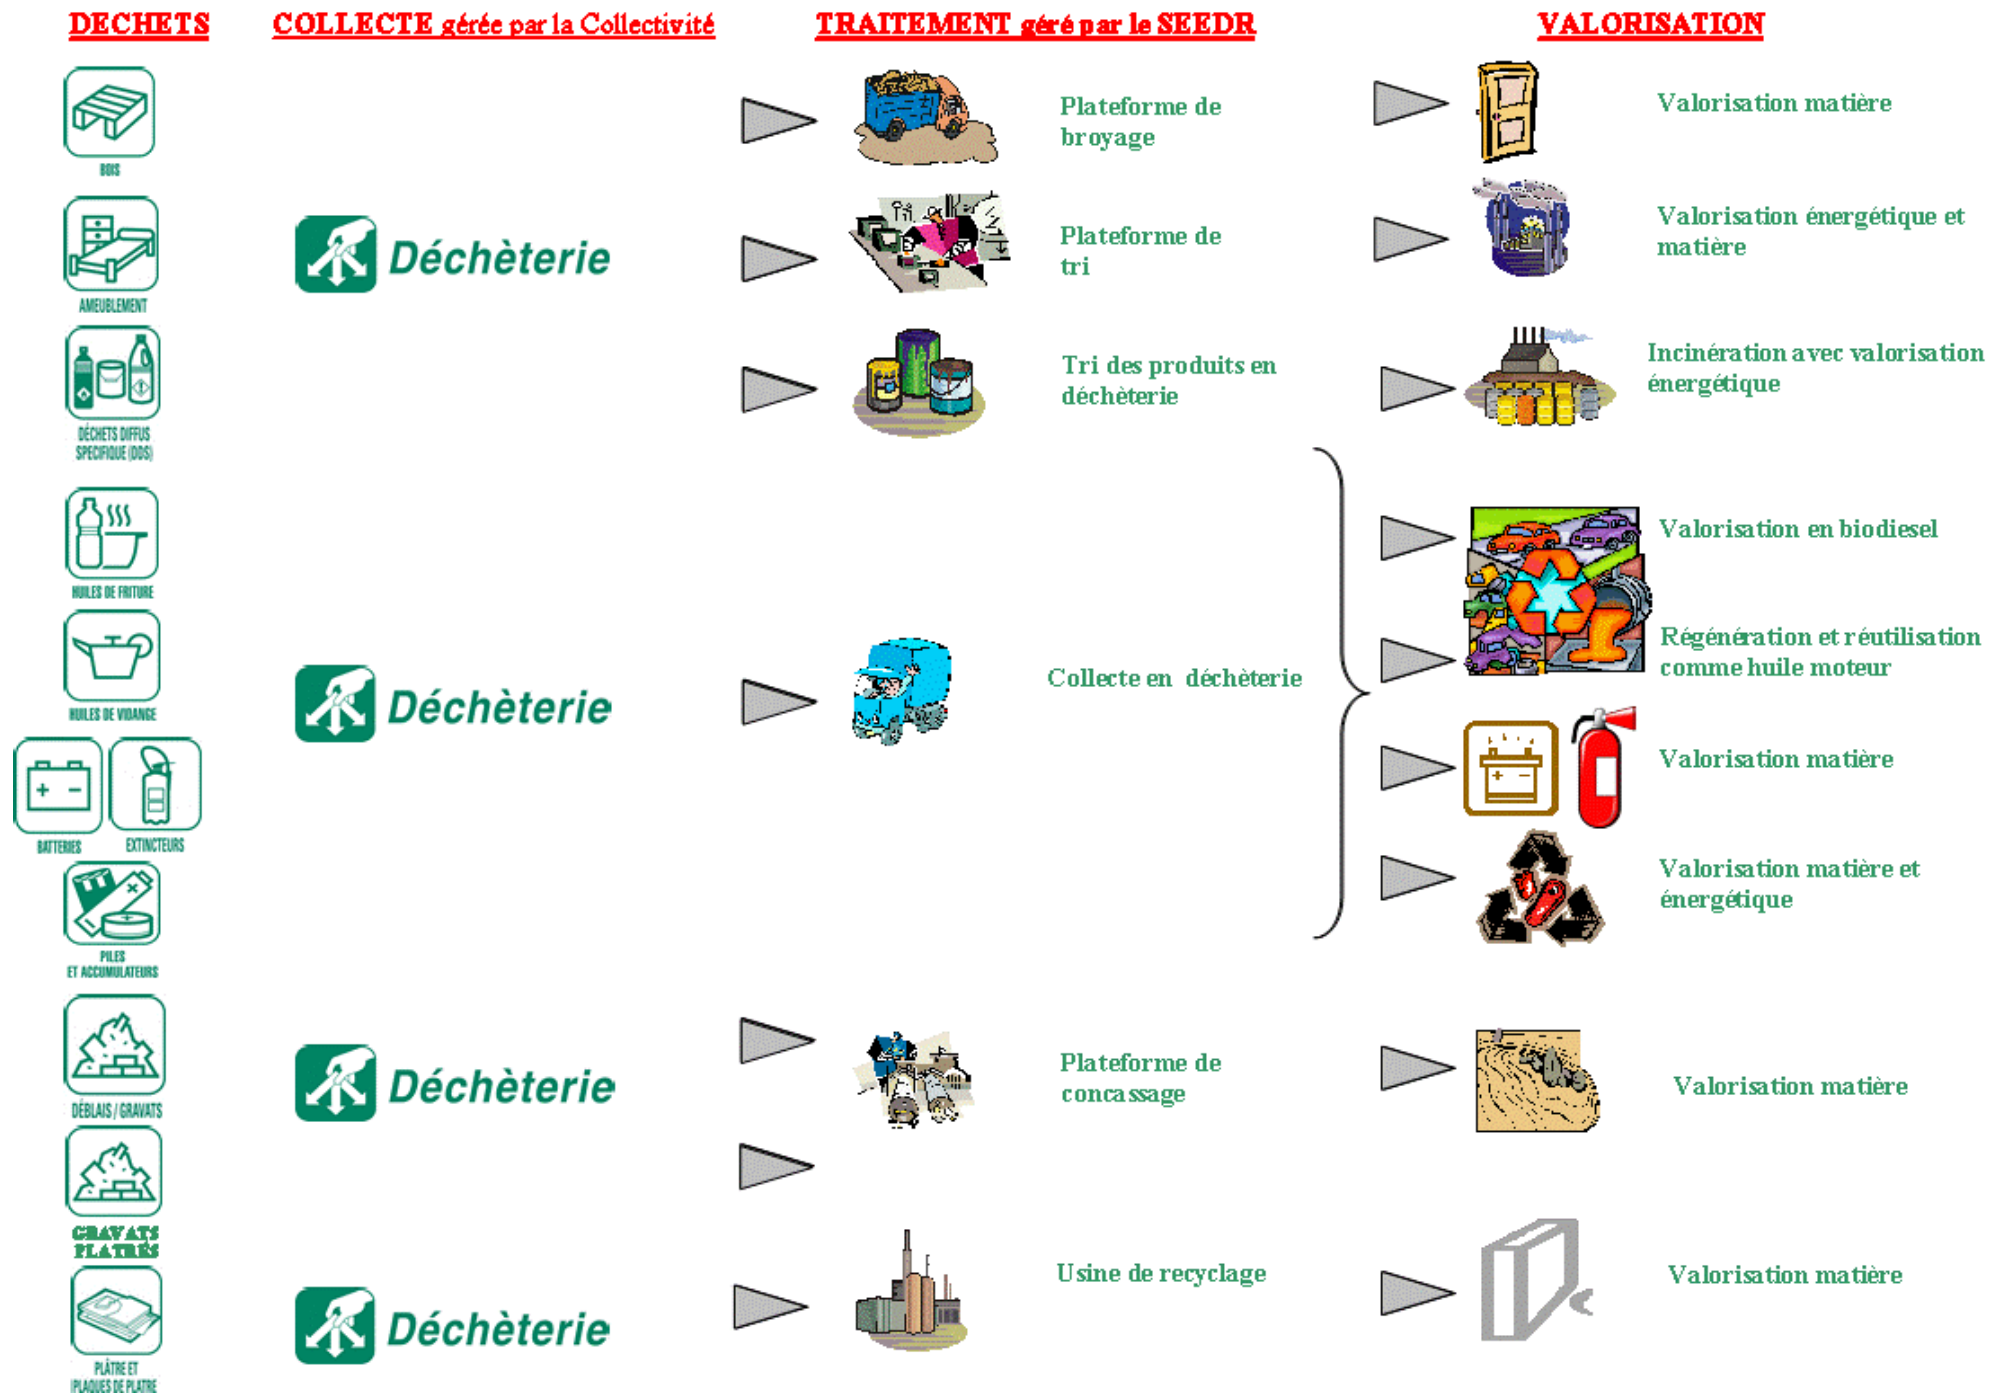 DECHETS
COLLECTE gérée par la Collectivité
TRAITEMENT géré par le SEEDR
VALORISATION
BOIS
Plateforme de
broyage
Valorisation matière
AMEUBLEMENT
Déchèterie
Plateforme de
tri
Valorisation énergétique et
matière
DÉCHETS DIFFUS
SPECIFIQUE (DDS)
Tri des produits en
déchèterie
Incinération avec valorisation
énergétique
HUILES DE FRITURE
Valorisation en biodiesel
HUILES DE VIDANGE
Déchèterie
Collecte en déchèterie
Régénération et réutilisation
comme huile moteur
BATTERIES
EXTINCTEURS
Valorisation matière
PILES
ET ACCUMULATEURS
Valorisation matière et
énergétique
DÉBLAIS / GRAVATS
Déchèterie
Plateforme de
concassage
Valorisation matière
GRAVATS
PLATRÉS
PLÂTRE ET
PLAQUES DE PLATRE
Déchèterie
Usine de recyclage
Valorisation matière